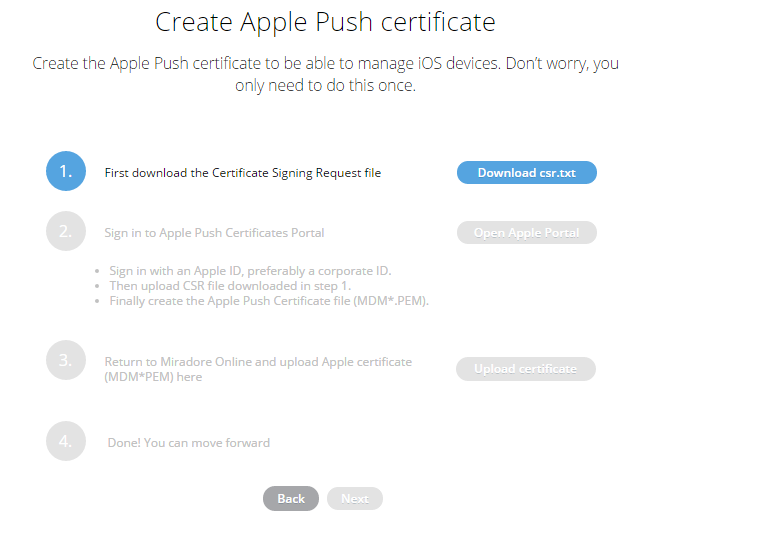 Create Apple Push certificate
Create the Apple Push certificate to be able to manage iOS devices. Don’t worry, you
only need to do this once.
1.
First download the Certificate Signing Request file
Download csr.txt
2.
Sign in to Apple Push Certificates Portal
Open Apple Portal
• Sign in with an Apple ID, preferably a corporate ID.
• Then upload CSR file downloaded in step 1.
• Finally create the Apple Push Certificate file (MDM*.PEM).
3.
Return to Miradore Online and upload Apple certificate
(MDM*PEM) here
Upload certificate
4.
Done! You can move forward
Back
Next